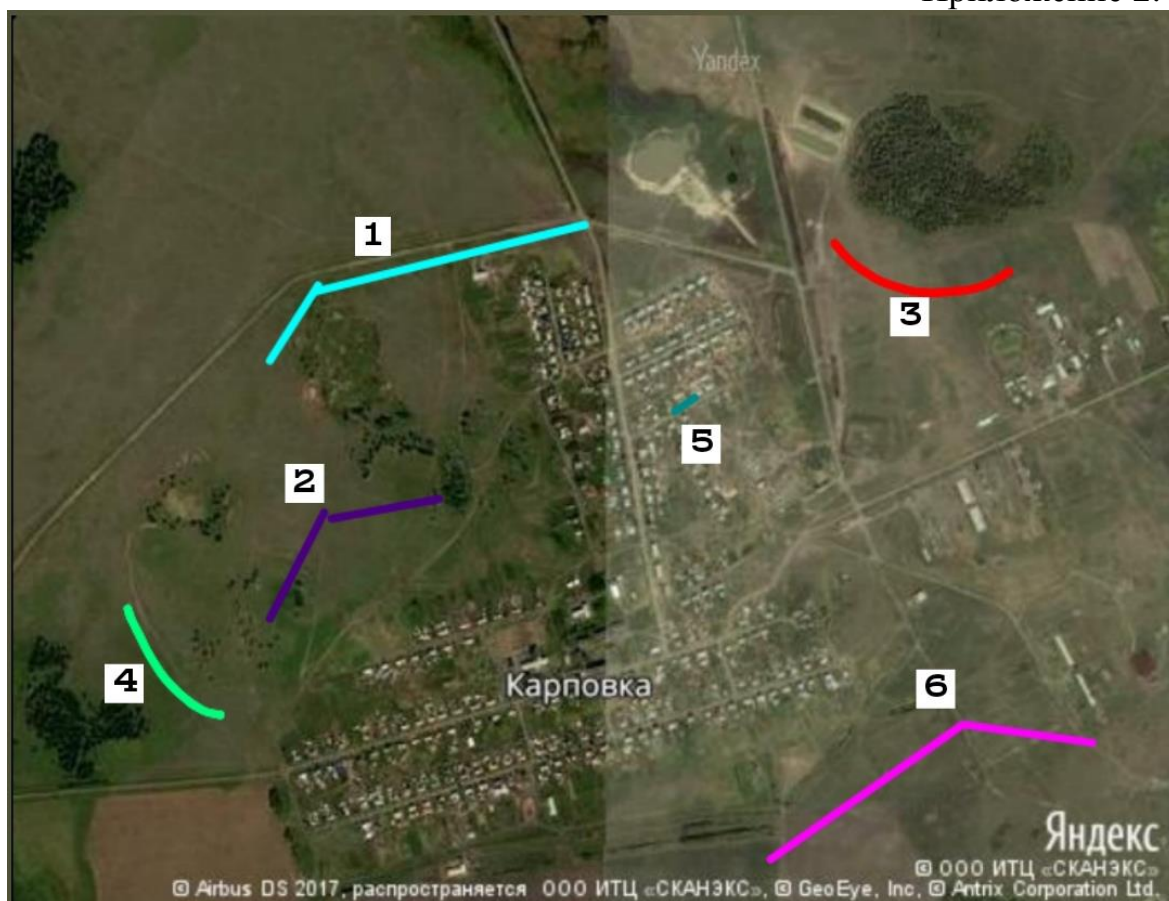 Приложение 2.
Yandex
1
3
2
5
4
Карповка
6
Яндекс
© ООО ИТЦ «СКАНЭКС»
© Airbus DS 2017, распространяется ООО ИТЦ «СКАНЭКС», © GeoEye, Inc, © Antrix Corporation Ltd.